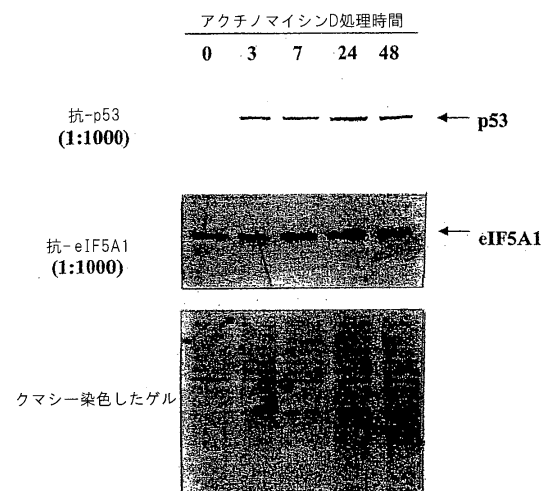 アクチノマイシンD処理時間
0 3 7 24 48
抗-p53
(1:1000)
p53
抗-eIF5A1
(1:1000)
eIF5A1
クマシー染色したゲル